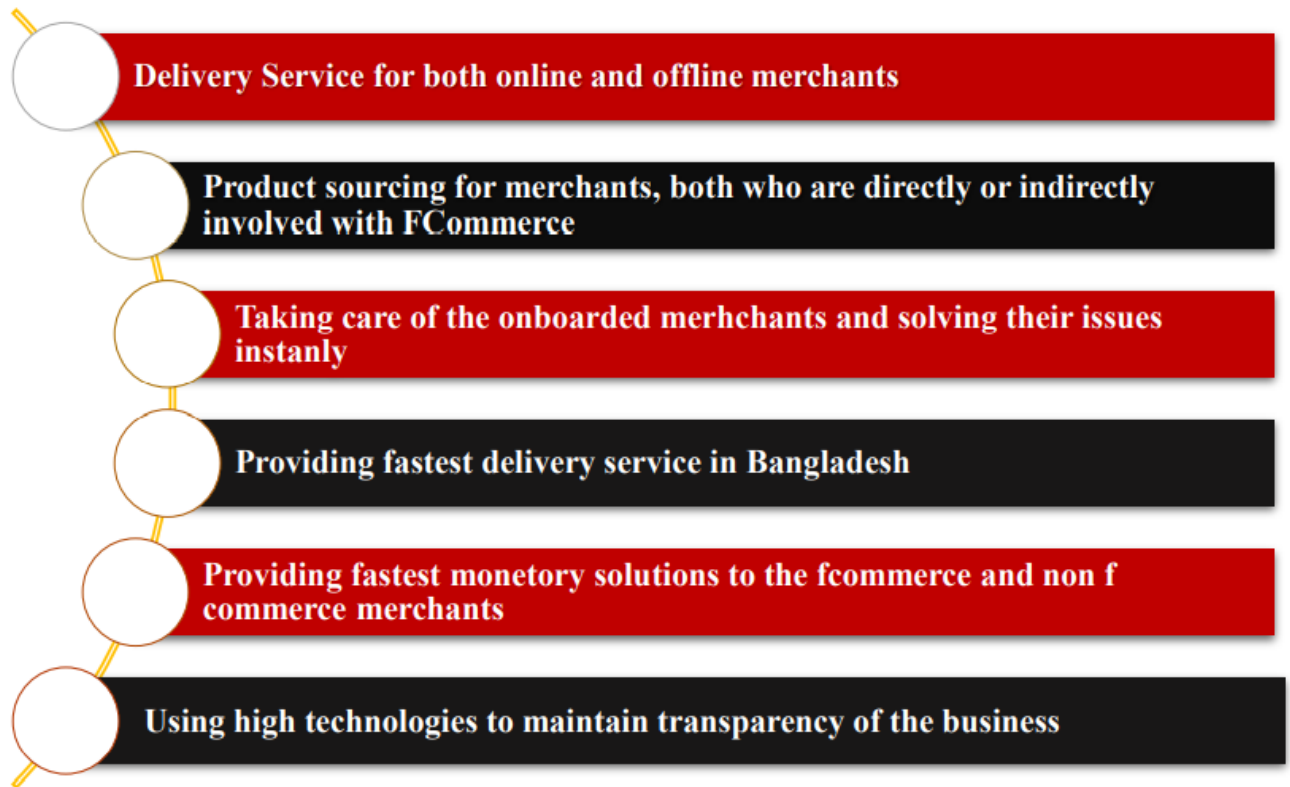 Delivery Service for both online and offline merchants
Product sourcing for merchants, both who are directly or indirectly
involved with FCommerce
Taking care of the onboarded merhchants and solving their issues
instanly
Providing fastest delivery service in Bangladesh
Providing fastest monetory solutions to the fcommerce and non f
commerce merchants
Using high technologies to maintain transparency of the business